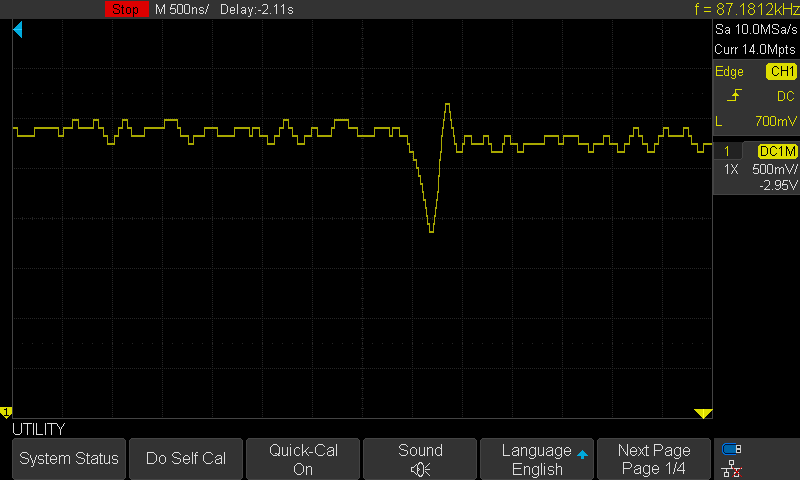 Stop M 500ns/ Delay:-2.11s f = 87.1812kHz
Sa 10.0MSa/s
Curr 14.0Mpts
Edge CH1
DC
L 700mV
1 DC1M
1X 500mV/
-2.95V
1
UTILITY
System Status
Do Self Cal
Quick-Cal
On
Sound
Language
English
Next Page
Page 1/4